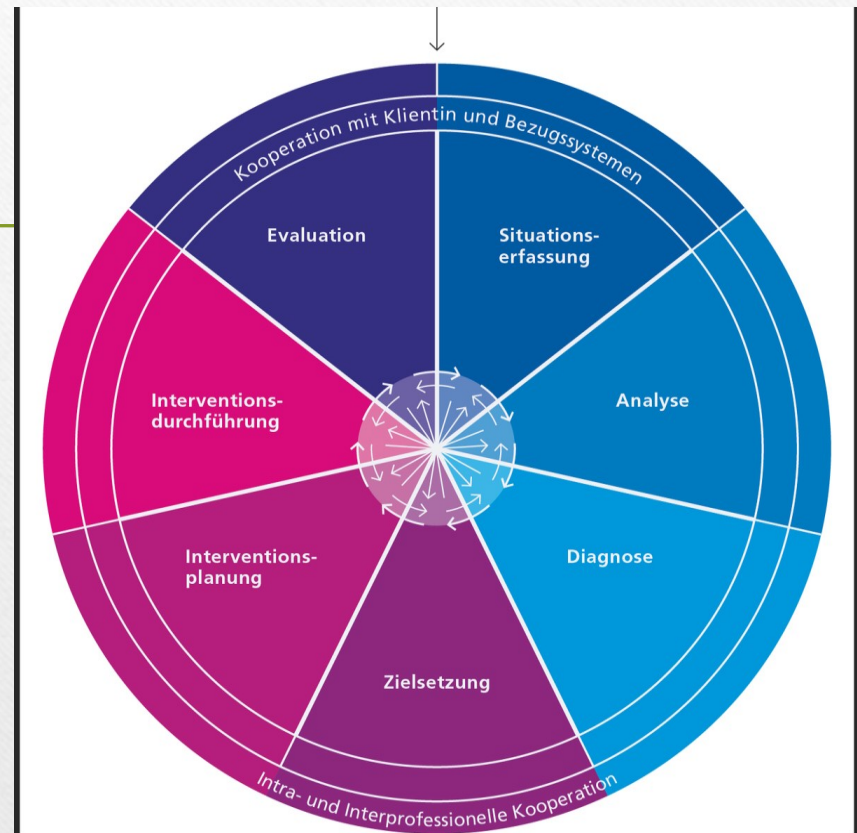 Kooperation mit Klientin und Bezugssystemen
Evaluation
Situations-
erfassung
Analyse
Diagnose
Zielsetzung
Interventions-
planung
Interventions-
durchführung
Intra- und Interprofessionelle Kooperation